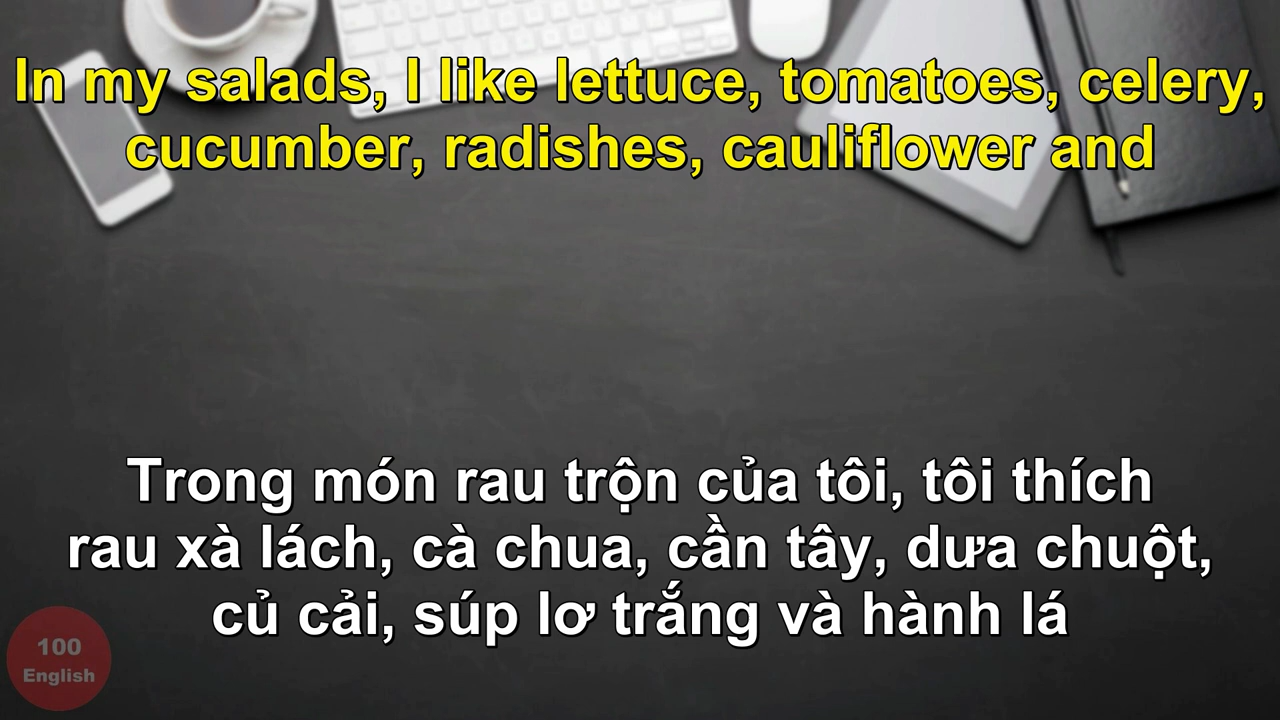 In my salads, I like lettuce, tomatoes, celery,
cucumber, radishes, cauliflower and
Trong món rau trộn của tôi, tôi thích
rau xà lách, cà chua, cần tây, dưa chuột,
củ cải, súp lơ trắng và hành lá
100
English